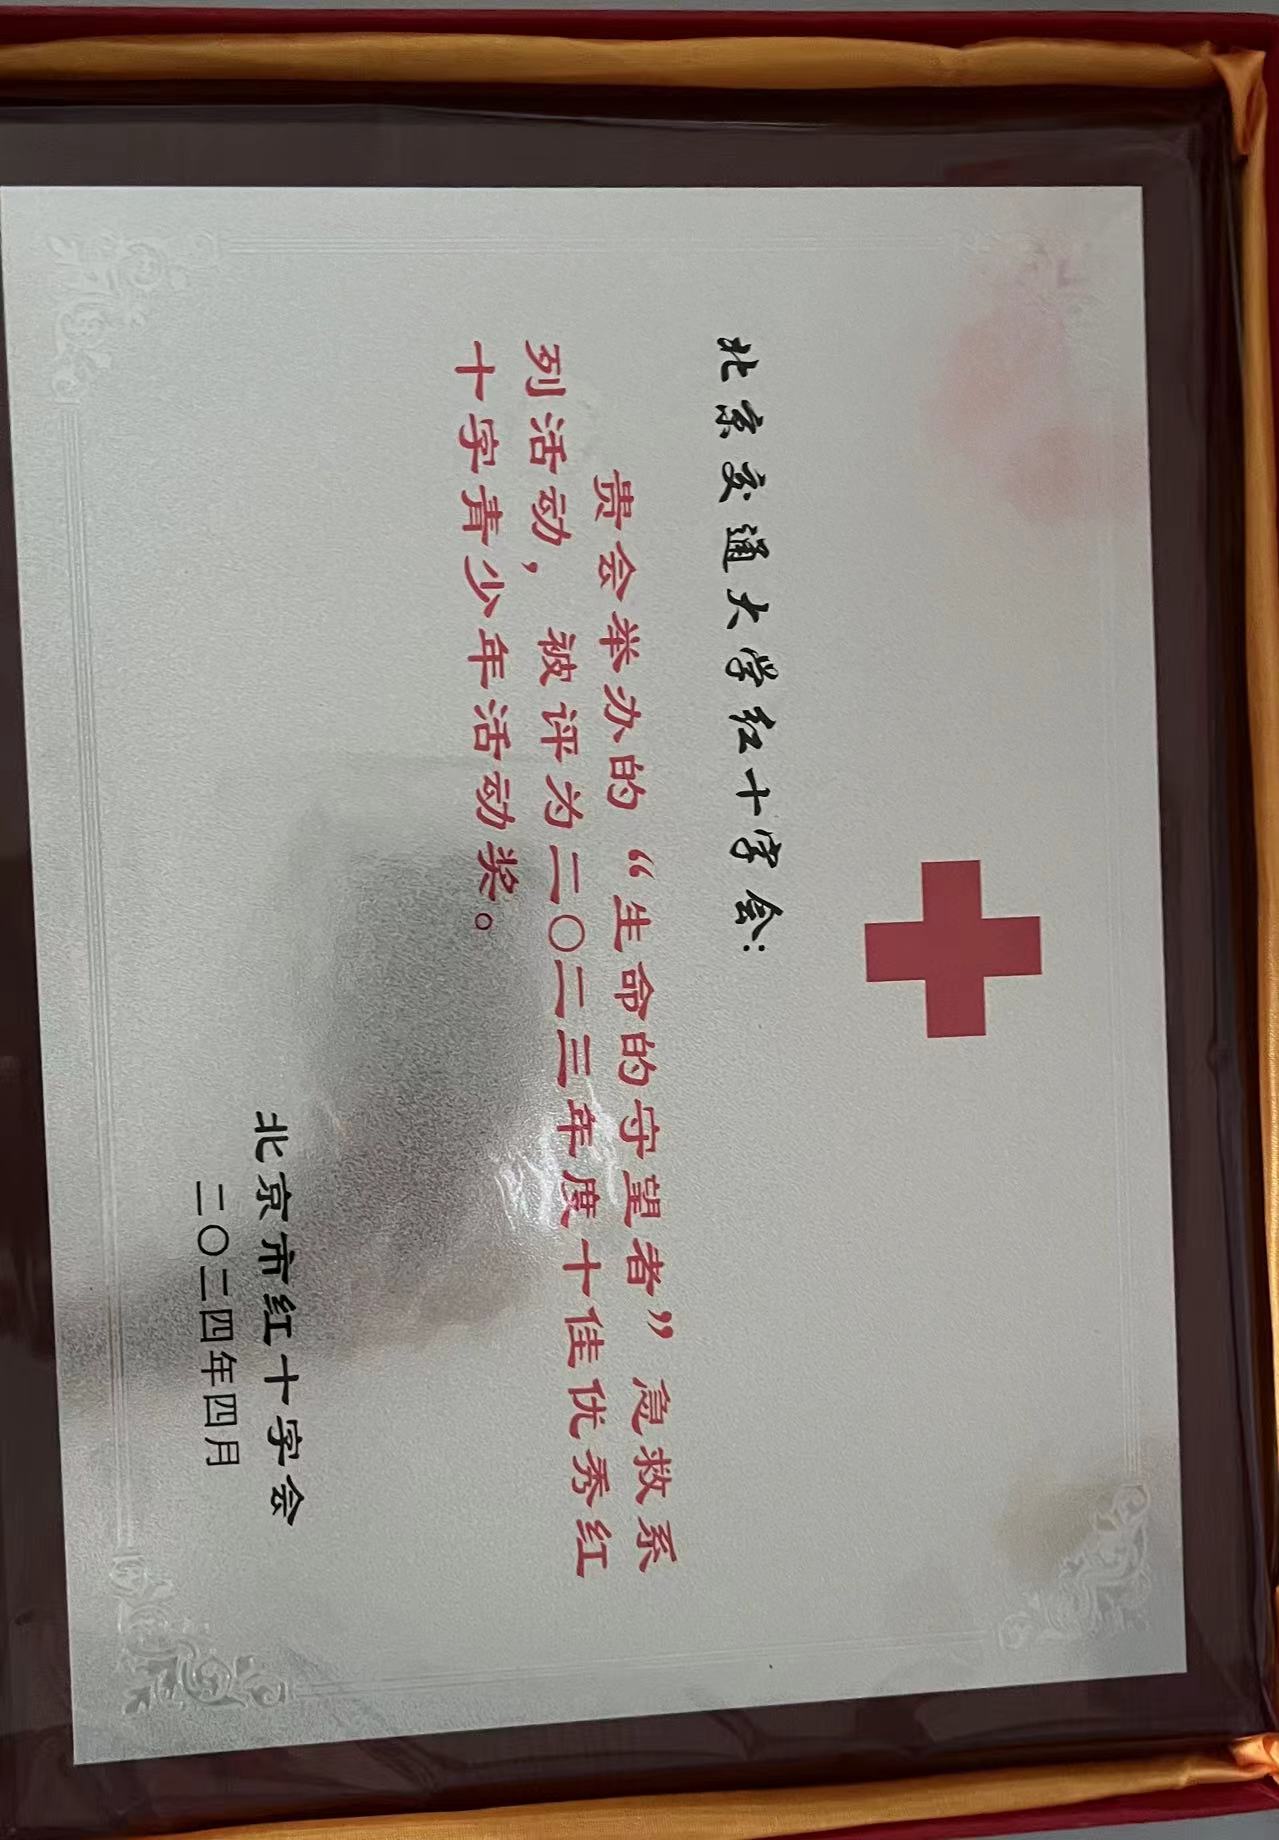 北京交通大学红十字会：
贵会举办的“生命的守望者”急救系
列活动，被评为二〇二三年度十佳优秀红
十字青少年活动奖。
北京市红十字会
二〇二四年四月